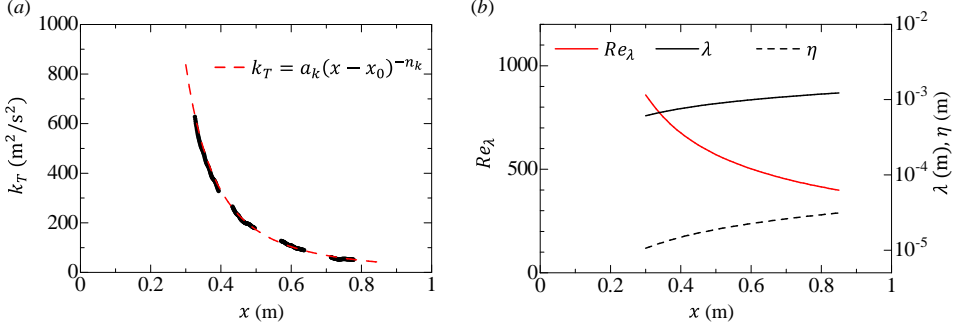 (a)
1000
800
600
400
200
0
k_T (m²/s²)
k_T = a_k(x − x_0)^{−n_k}
0 0.2 0.4 0.6 0.8 1
x (m)
(b)
1000
500
0
Re_λ
Re_λ λ η
10^{-2}
10^{-3}
10^{-4}
10^{-5}
λ (m), η (m)
0 0.2 0.4 0.6 0.8 1
x (m)